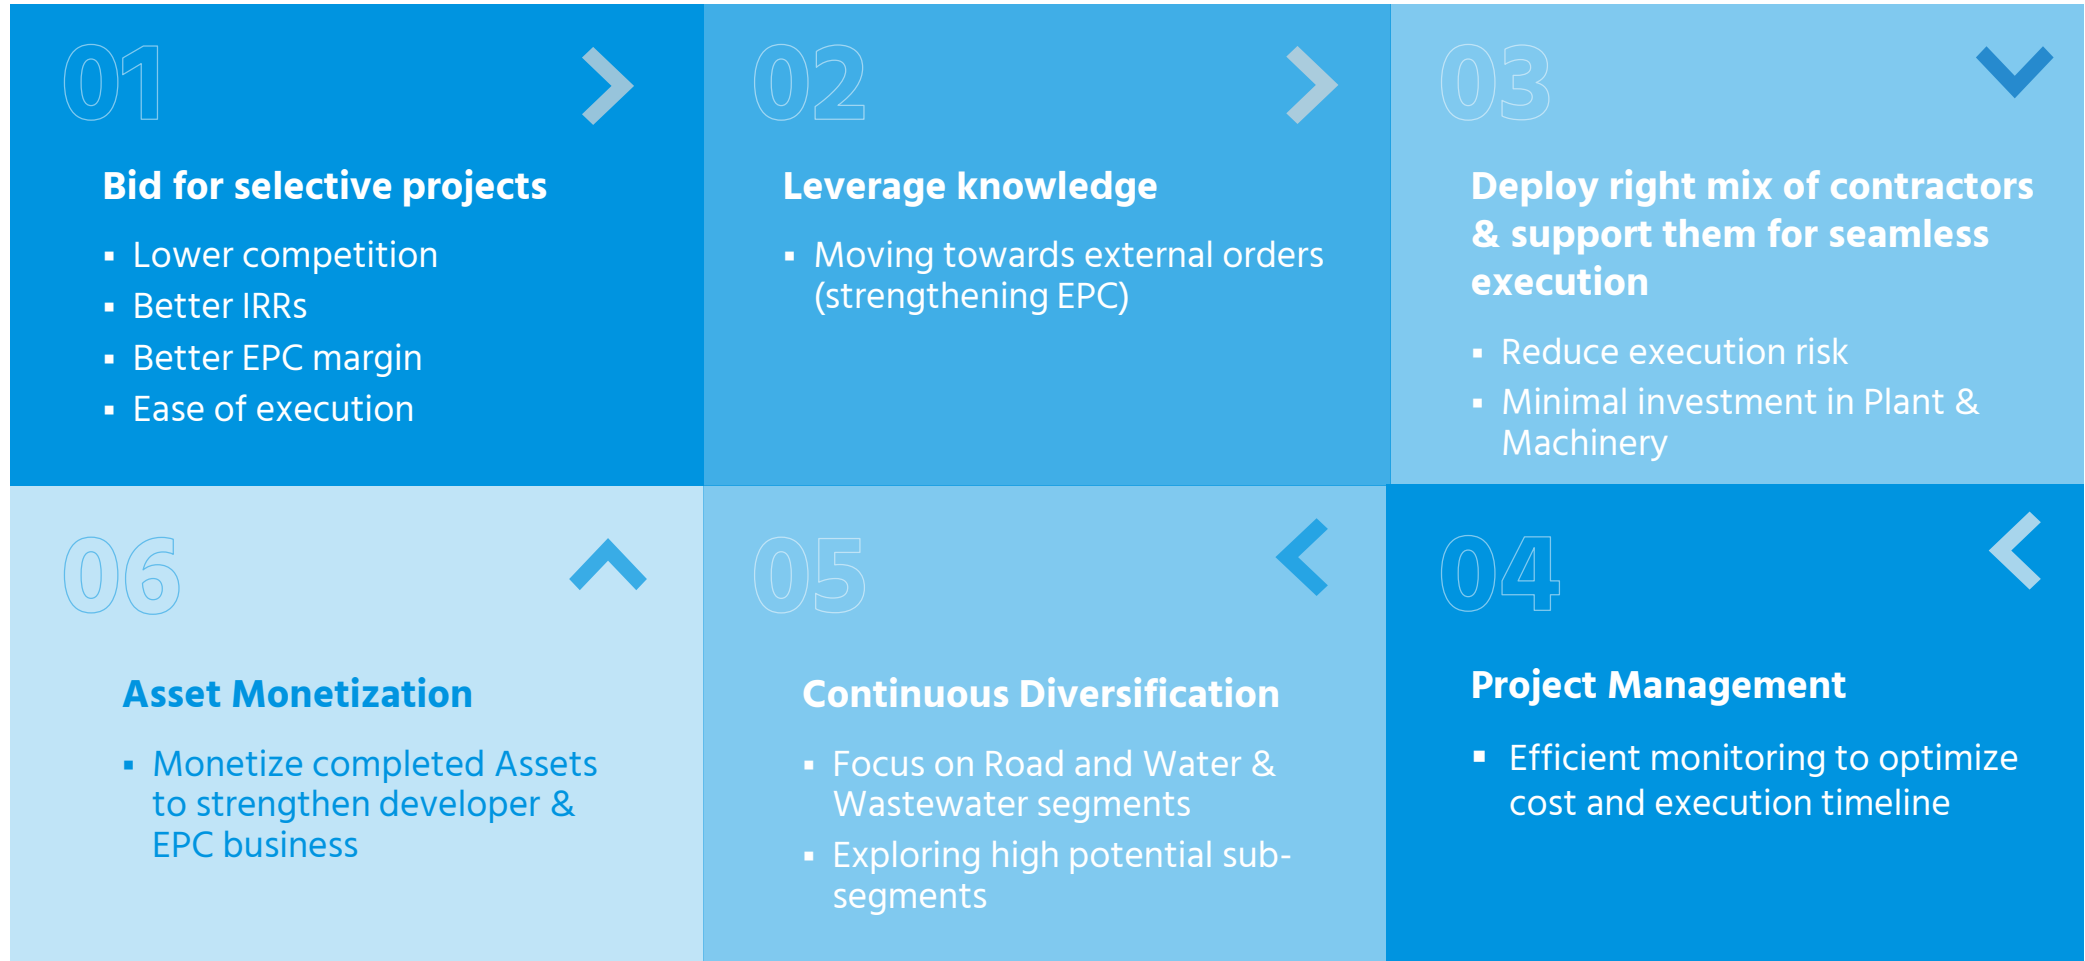 01
Bid for selective projects
▪ Lower competition
▪ Better IRRs
▪ Better EPC margin
▪ Ease of execution
02
Leverage knowledge
▪ Moving towards external orders
(strengthening EPC)
03
Deploy right mix of contractors
& support them for seamless
execution
▪ Reduce execution risk
▪ Minimal investment in Plant &
Machinery
04
Project Management
▪ Efficient monitoring to optimize
cost and execution timeline
05
Continuous Diversification
▪ Focus on Road and Water &
Wastewater segments
▪ Exploring high potential sub-
segments
06
Asset Monetization
▪ Monetize completed Assets
to strengthen developer &
EPC business